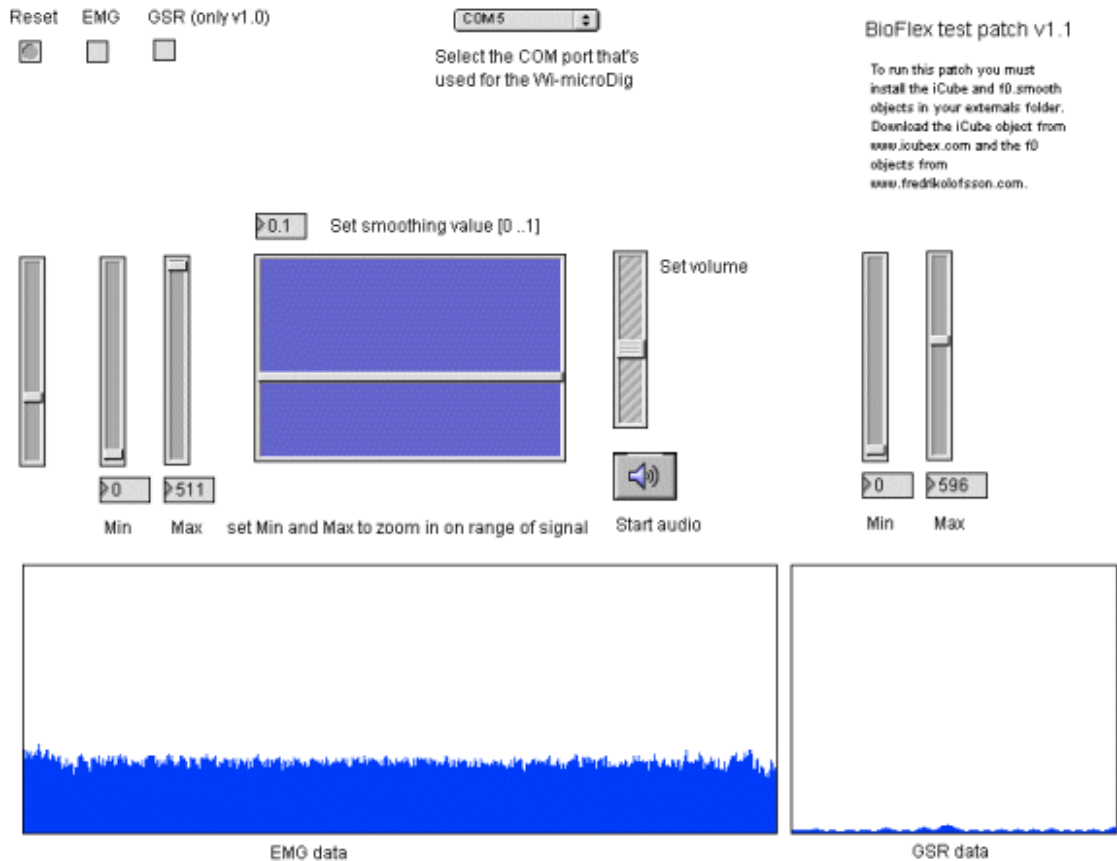 Reset EMG GSR (only v1.0)
COM5
Select the COM port that's
used for the Wi-microDig
BioFlex test patch v1.1
To run this patch you must
install the iCube and f0.smooth
objects in your externals folder.
Download the iCube object from
www.icubex.com and the f0
objects from
www.fredrikolofsson.com.
0.1 Set smoothing value [0 ..1]
Set volume
0 511
Min Max set Min and Max to zoom in on range of signal
Start audio
0 596
Min Max
EMG data
GSR data